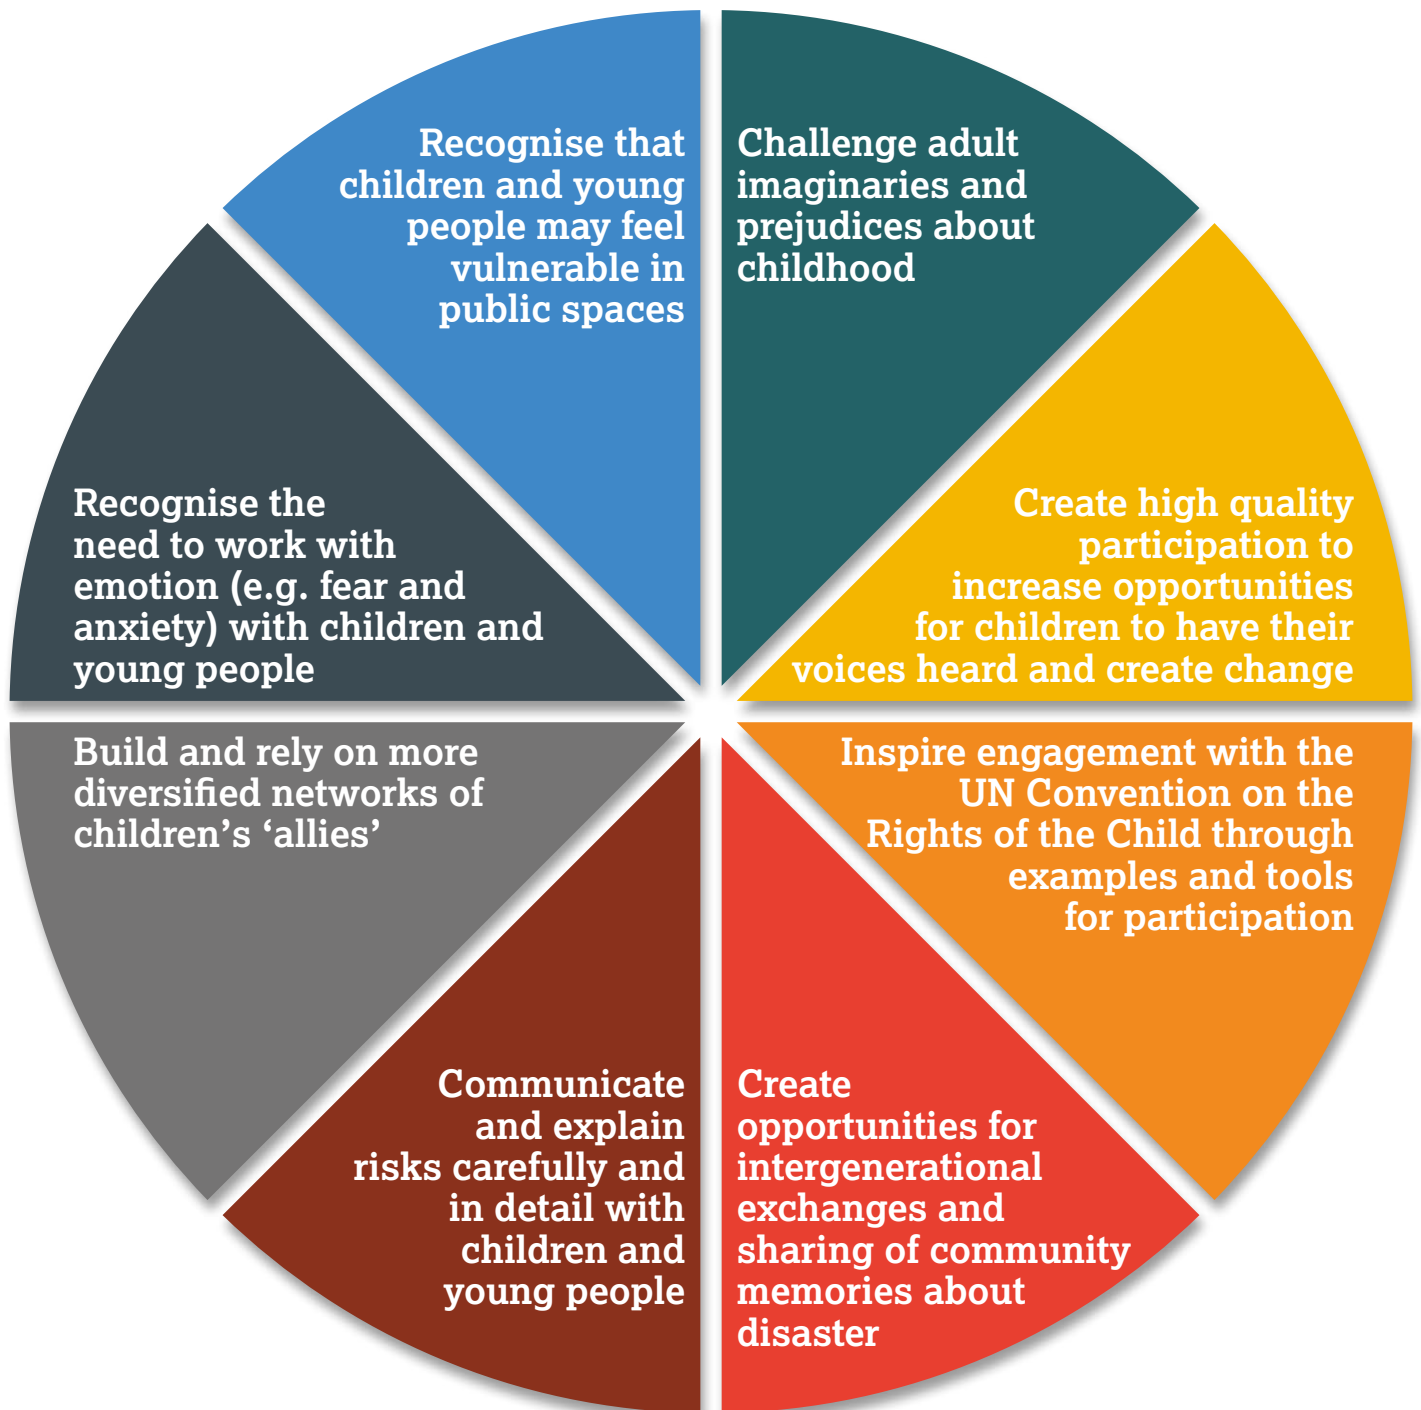 Recognise that
children and young
people may feel
vulnerable in
public spaces
Challenge adult
imaginaries and
prejudices about
childhood
Recognise the
need to work with
emotion (e.g. fear and
anxiety) with children and
young people
Create high quality
participation to
increase opportunities
for children to have their
voices heard and create change
Build and rely on more
diversified networks of
children’s ‘allies’
Inspire engagement with the
UN Convention on the
Rights of the Child through
examples and tools
for participation
Communicate
and explain
risks carefully and
in detail with
children and
young people
Create
opportunities for
intergenerational
exchanges and
sharing of community
memories about
disaster